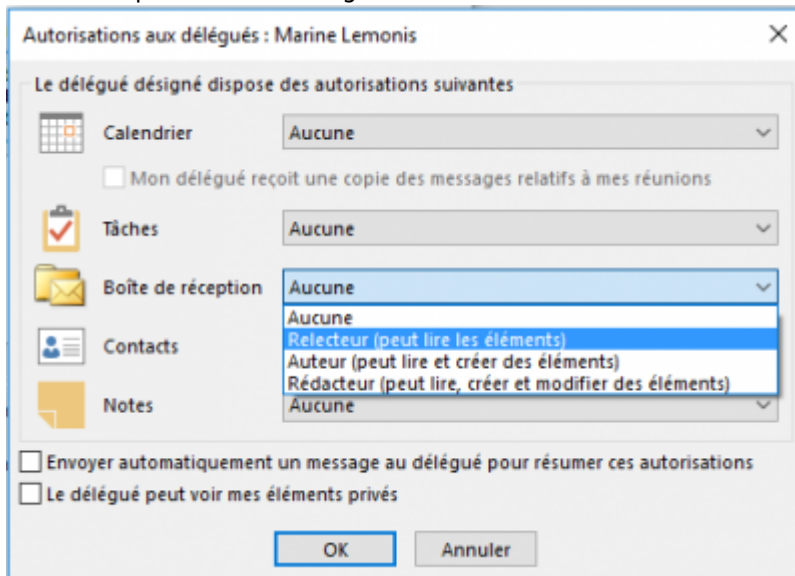 Autorisations aux délégués : Marine Lemonis
Le délégué désigné dispose des autorisations suivantes
Calendrier Aucune
Mon délégué reçoit une copie des messages relatifs à mes réunions
Tâches Aucune
Boîte de réception Aucune
Aucune
Relecteur (peut lire les éléments)
Contacts
Auteur (peut lire et créer des éléments)
Rédacteur (peut lire, créer et modifier des éléments)
Notes Aucune
Envoyer automatiquement un message au délégué pour résumer ces autorisations
Le délégué peut voir mes éléments privés
OK Annuler